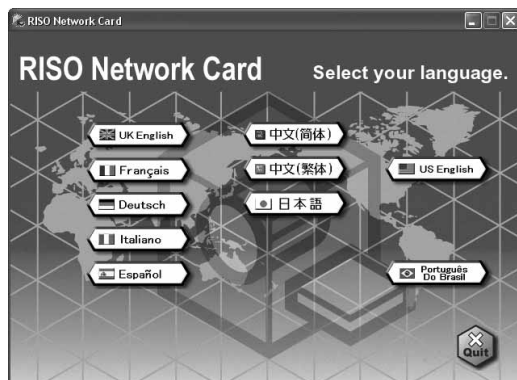 RISO Network Card
RISO Network Card
Select your language.
UK English
Français
Deutsch
Italiano
Español
中文(简体)
中文(繁体)
日本語
US English
Português
Do Brasil
Quit